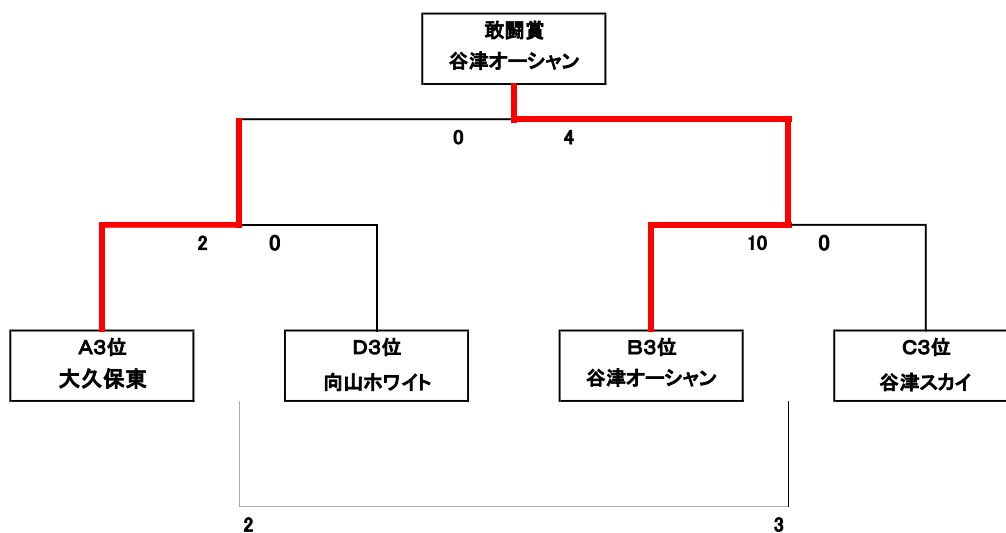 敢闘賞
谷津オーシャン
0 4
2 0 10 0
A3位 D3位 B3位 C3位
大久保東 向山ホワイト 谷津オーシャン 谷津スカイ
2 3